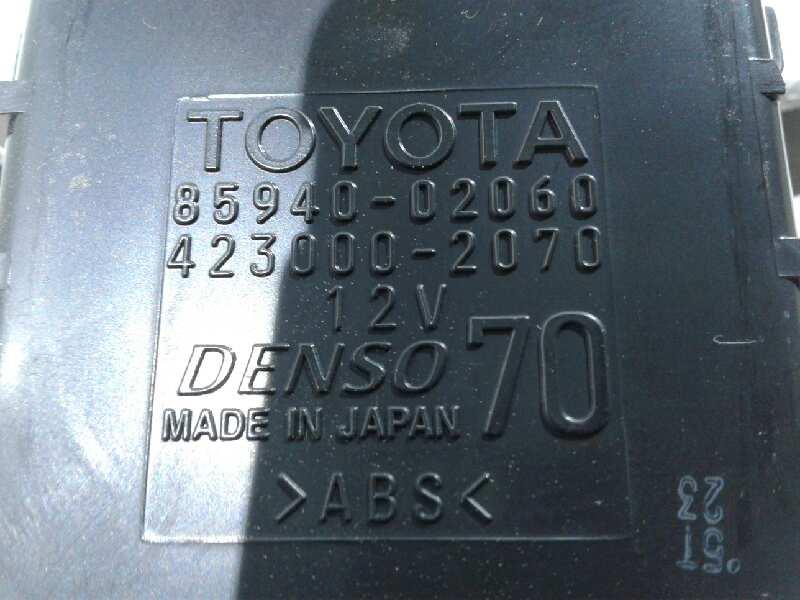 TOYOTA
85940-02060
423000-2070
12V
DENSO 70
MADE IN JAPAN
>ABS<